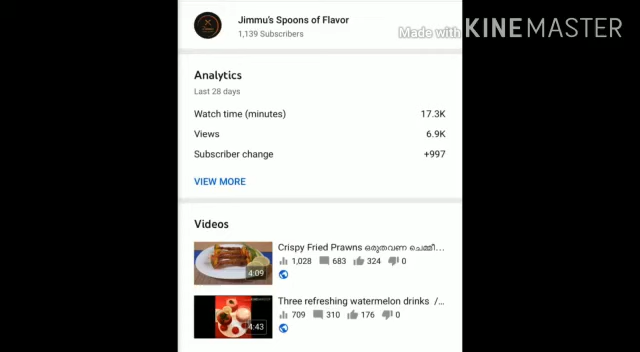 Jimmu's Spoons of Flavor
1,139 Subscribers
Made with KINEMASTER
Analytics
Last 28 days
Watch time (minutes) 17.3K
Views 6.9K
Subscriber change +997
VIEW MORE
Videos
Crispy Fried Prawns ഒരുതവണ ചെമ്മീ...
1,028 683 324 0
4:09
Three refreshing watermelon drinks /...
709 310 176 0
4:43